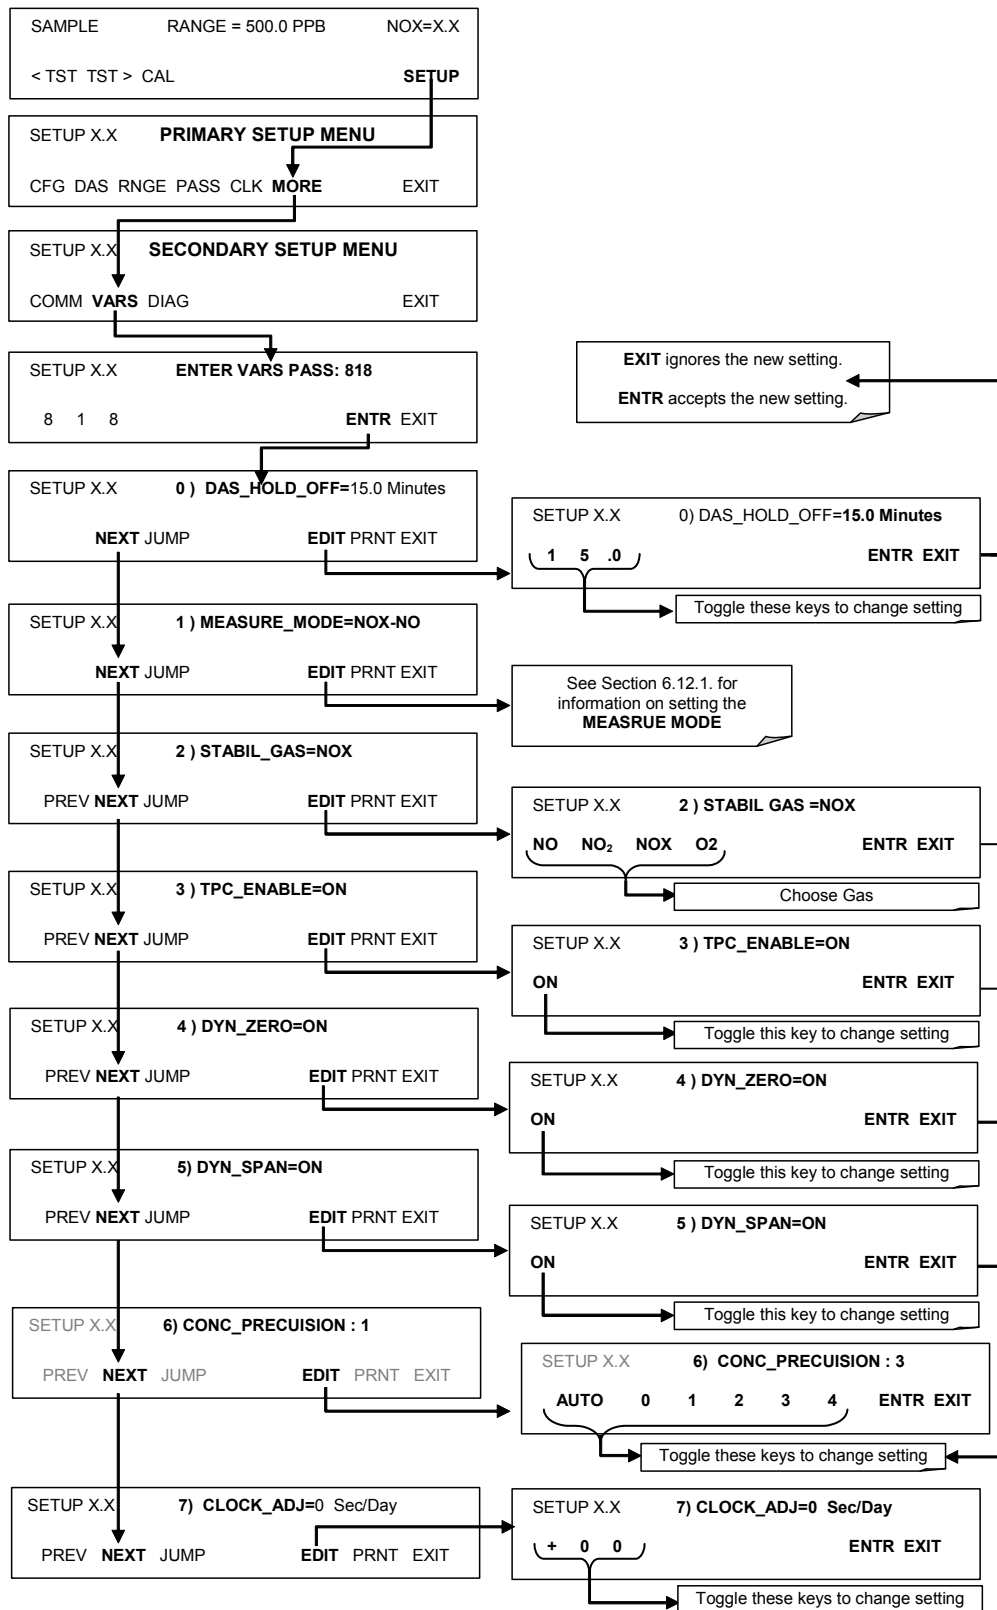 SAMPLE RANGE = 500.0 PPB NOX=X.X
< TST TST > CAL SETUP
SETUP X.X PRIMARY SETUP MENU
CFG DAS RNGE PASS CLK MORE EXIT
SETUP X.X SECONDARY SETUP MENU
COMM VARS DIAG EXIT
SETUP X.X ENTER VARS PASS: 818
8 1 8 ENTR EXIT
EXIT ignores the new setting.
ENTR accepts the new setting.
SETUP X.X 0 ) DAS_HOLD_OFF=15.0 Minutes
NEXT JUMP EDIT PRNT EXIT
SETUP X.X 0) DAS_HOLD_OFF=15.0 Minutes
1 5 .0 ENTR EXIT
Toggle these keys to change setting
SETUP X.X 1 ) MEASURE_MODE=NOX-NO
NEXT JUMP EDIT PRNT EXIT
See Section 6.12.1. for
information on setting the
MEASRUE MODE
SETUP X.X 2 ) STABIL_GAS=NOX
PREV NEXT JUMP EDIT PRNT EXIT
SETUP X.X 2 ) STABIL GAS =NOX
NO NO₂ NOX O2 ENTR EXIT
Choose Gas
SETUP X.X 3 ) TPC_ENABLE=ON
PREV NEXT JUMP EDIT PRNT EXIT
SETUP X.X 3 ) TPC_ENABLE=ON
ON ENTR EXIT
Toggle this key to change setting
SETUP X.X 4 ) DYN_ZERO=ON
PREV NEXT JUMP EDIT PRNT EXIT
SETUP X.X 4 ) DYN_ZERO=ON
ON ENTR EXIT
Toggle this key to change setting
SETUP X.X 5) DYN_SPAN=ON
PREV NEXT JUMP EDIT PRNT EXIT
SETUP X.X 5 ) DYN_SPAN=ON
ON ENTR EXIT
Toggle this key to change setting
SETUP X.X 6) CONC_PRECUISION : 1
PREV NEXT JUMP EDIT PRNT EXIT
SETUP X.X 6) CONC_PRECUISION : 3
AUTO 0 1 2 3 4 ENTR EXIT
Toggle these keys to change setting
SETUP X.X 7) CLOCK_ADJ=0 Sec/Day
PREV NEXT JUMP EDIT PRNT EXIT
SETUP X.X 7) CLOCK_ADJ=0 Sec/Day
+ 0 0 ENTR EXIT
Toggle these keys to change setting